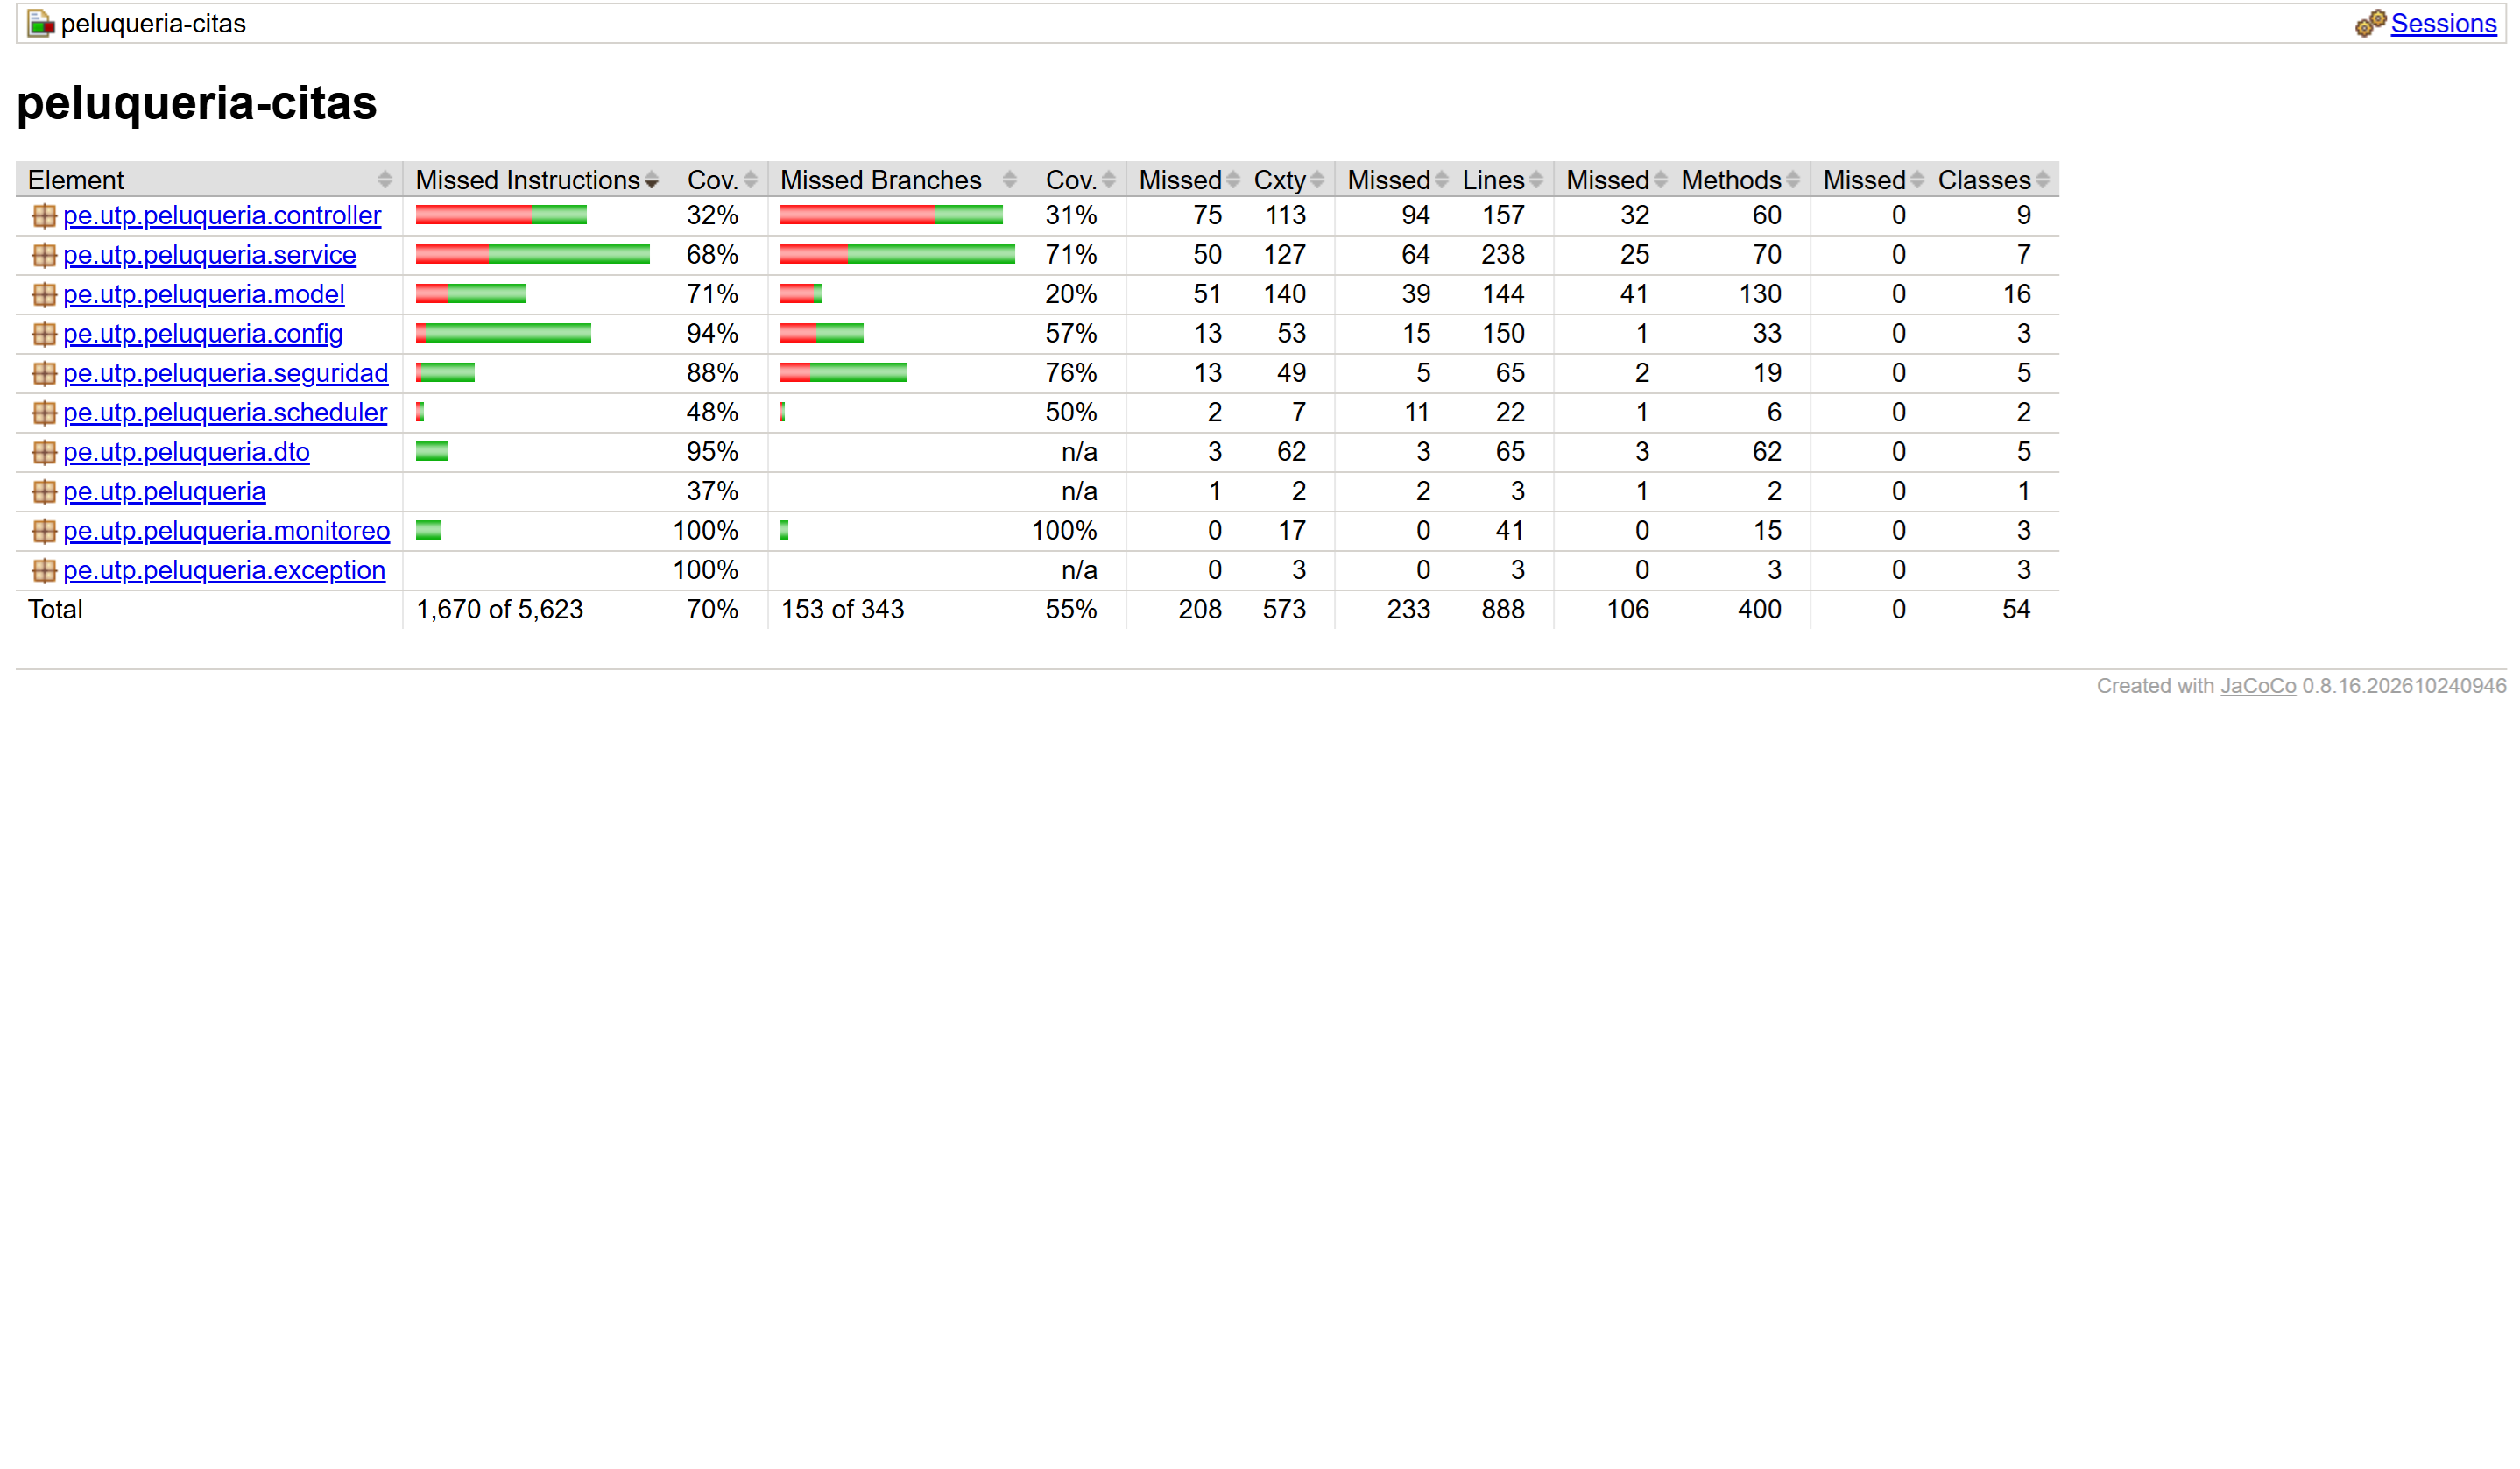 peluqueria-citas Sessions
peluqueria-citas
Element Missed Instructions Cov. Missed Branches Cov. Missed Cxty Missed Lines Missed Methods Missed Classes
pe.utp.peluqueria.controller 32% 31% 75 113 94 157 32 60 0 9
pe.utp.peluqueria.service 68% 71% 50 127 64 238 25 70 0 7
pe.utp.peluqueria.model 71% 20% 51 140 39 144 41 130 0 16
pe.utp.peluqueria.config 94% 57% 13 53 15 150 1 33 0 3
pe.utp.peluqueria.seguridad 88% 76% 13 49 5 65 2 19 0 5
pe.utp.peluqueria.scheduler 48% 50% 2 7 11 22 1 6 0 2
pe.utp.peluqueria.dto 95% n/a 3 62 3 65 3 62 0 5
pe.utp.peluqueria 37% n/a 1 2 2 3 1 2 0 1
pe.utp.peluqueria.monitoreo 100% 100% 0 17 0 41 0 15 0 3
pe.utp.peluqueria.exception 100% n/a 0 3 0 3 0 3 0 3
Total 1,670 of 5,623 70% 153 of 343 55% 208 573 233 888 106 400 0 54
Created with JaCoCo 0.8.16.202610240946